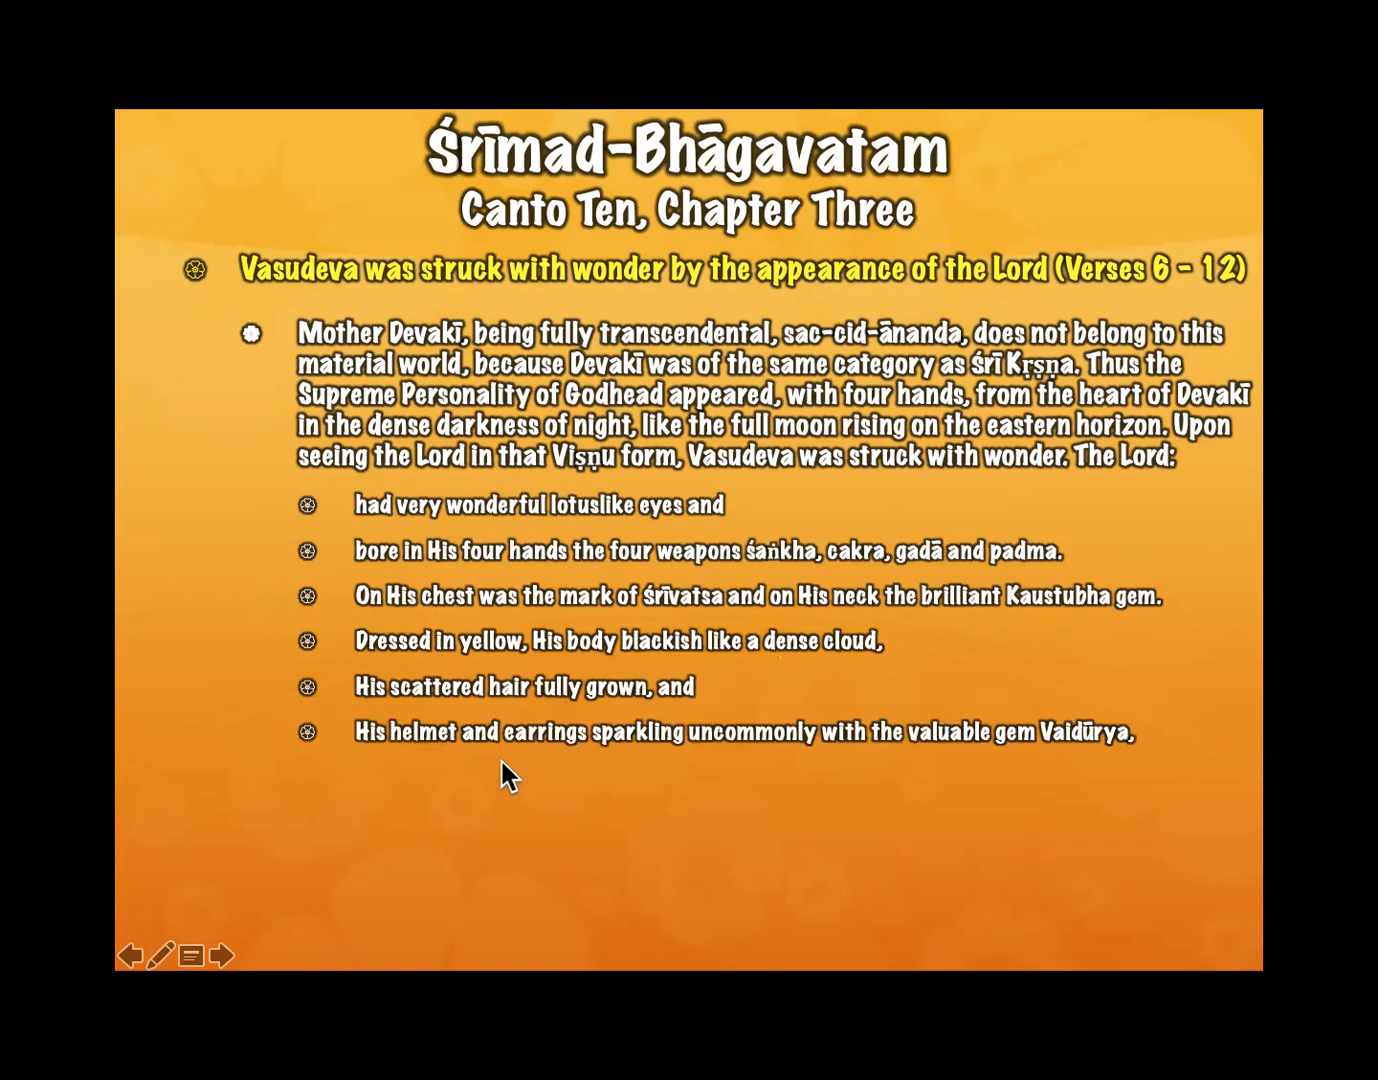 Śrīmad-Bhāgavatam
Canto Ten, Chapter Three
Vasudeva was struck with wonder by the appearance of the Lord (Verses 6 – 12)
Mother Devakī, being fully transcendental, sac-cid-ānanda, does not belong to this
material world, because Devakī was of the same category as śrī Kṛṣṇa. Thus the
Supreme Personality of Godhead appeared, with four hands, from the heart of Devakī
in the dense darkness of night, like the full moon rising on the eastern horizon. Upon
seeing the Lord in that Viṣṇu form, Vasudeva was struck with wonder. The Lord:
had very wonderful lotuslike eyes and
bore in His four hands the four weapons śaṅkha, cakra, gadā and padma.
On His chest was the mark of śrīvatsa and on His neck the brilliant Kaustubha gem.
Dressed in yellow, His body blackish like a dense cloud,
His scattered hair fully grown, and
His helmet and earrings sparkling uncommonly with the valuable gem Vaidūrya,